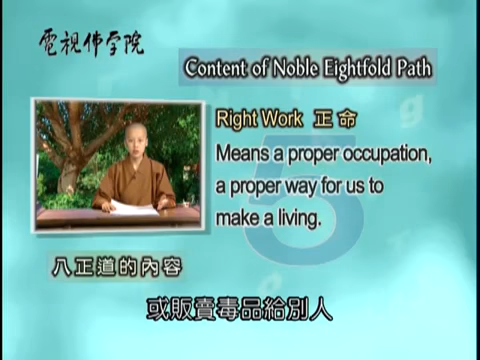 電視佛学院
Content of Noble Eightfold Path
Right Work 正命
Means a proper occupation,
a proper way for us to
make a living.
八正道的內容
或販賣毒品給別人